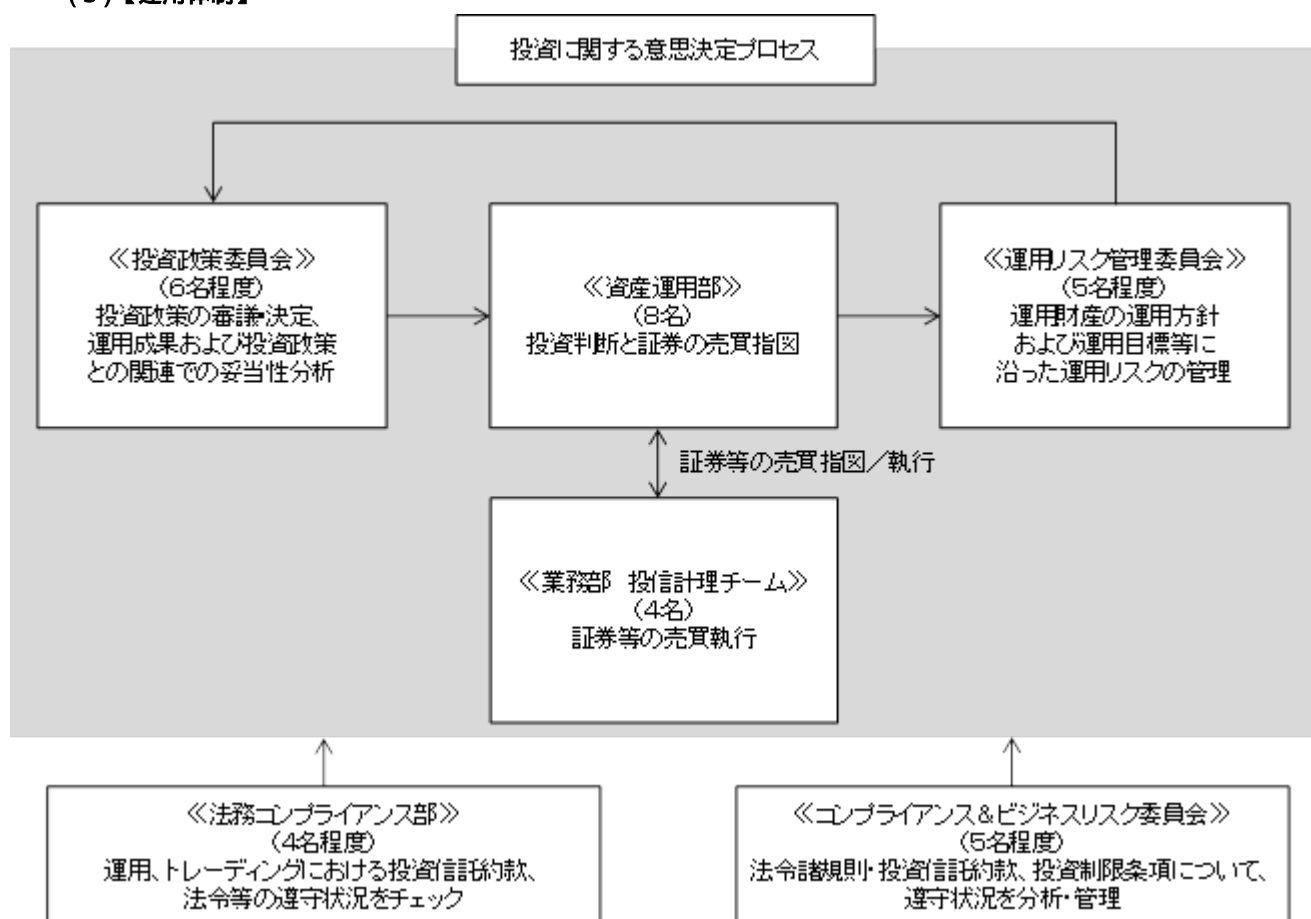 (3)【運用体制】
投資に関する意思決定プロセス
≪投資政策委員会≫
(6名程度)
投資政策の審議・決定、
運用成果および投資政策
との関連での妥当性分析
≪資産運用部≫
(8名)
投資判断と証券の売買指図
≪運用リスク管理委員会≫
(5名程度)
運用財産の運用方針
および運用目標等に
沿った運用リスクの管理
証券等の売買指図／執行
≪業務部　投信計理チーム≫
(4名)
証券等の売買執行
≪法務コンプライアンス部≫
(4名程度)
運用、トレーディングにおける投資信託約款、
法令等の遵守状況をチェック
≪コンプライアンス＆ビジネスリスク委員会≫
(5名程度)
法令諸規則・投資信託約款、投資制限条項について、
遵守状況を分析・管理